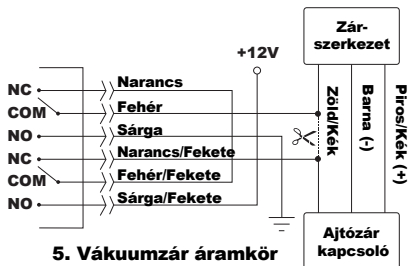 Zár-
szerkezet
+12V
NC
Narancs
COM
Fehér
NO
Sárga
NC
Narancs/Fekete
COM
Fehér/Fekete
NO
Sárga/Fekete
Zöld/Kék
Barna (-)
Piros/Kék (+)
Ajtózár
kapcsoló
5. Vákuumzár áramkör